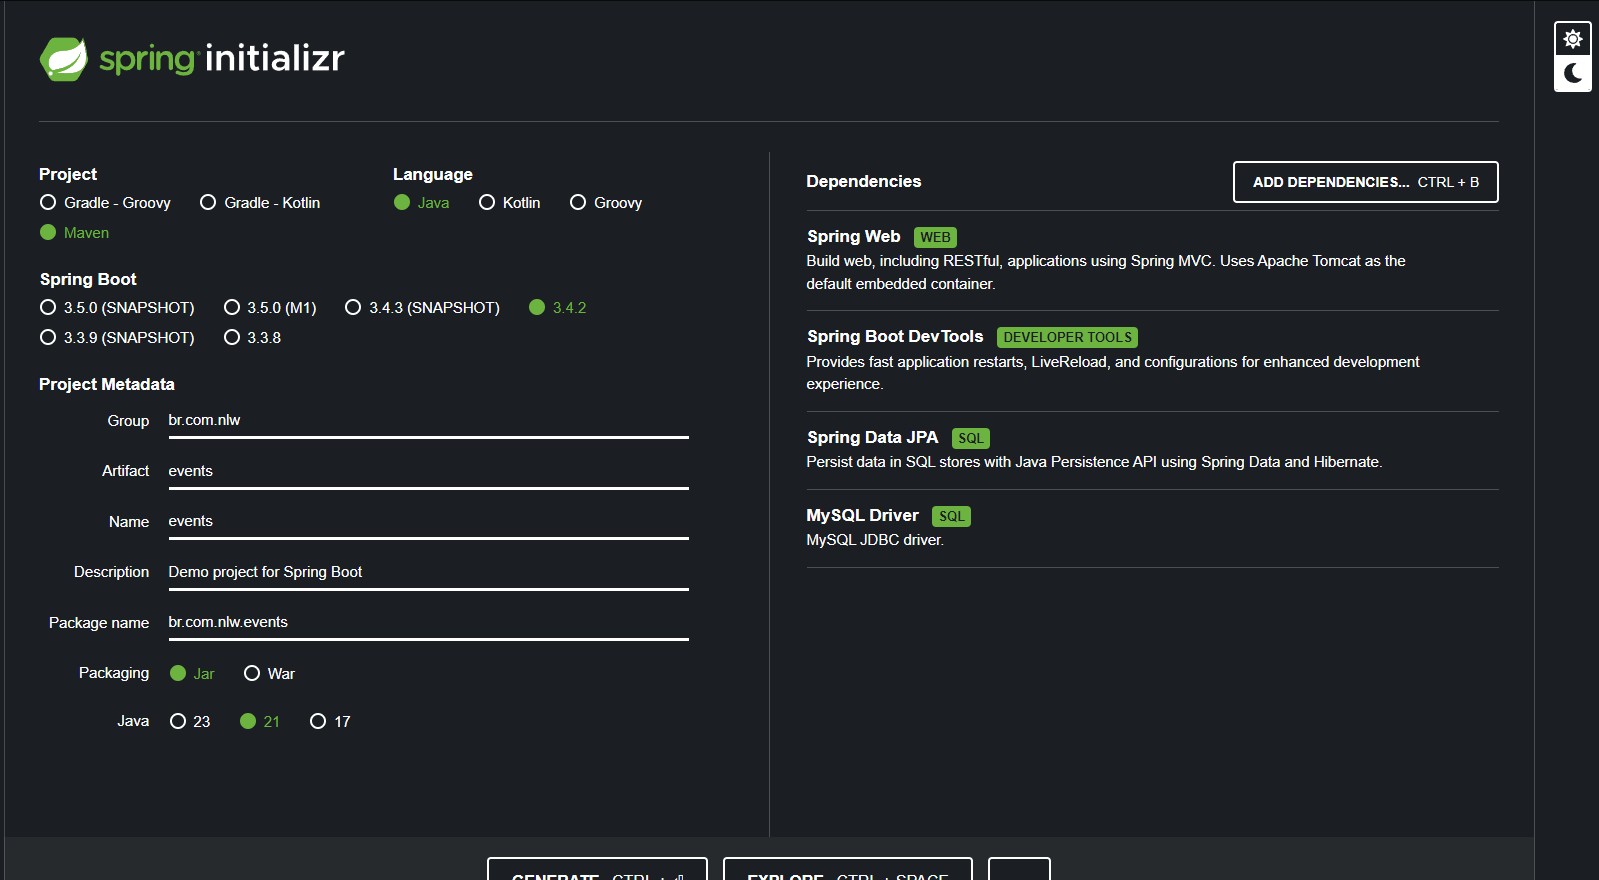 spring initializr
Project
Gradle - Groovy
Gradle - Kotlin
Maven
Language
Java
Kotlin
Groovy
Spring Boot
3.5.0 (SNAPSHOT)
3.5.0 (M1)
3.4.3 (SNAPSHOT)
3.4.2
3.3.9 (SNAPSHOT)
3.3.8
Project Metadata
Group br.com.nlw
Artifact events
Name events
Description Demo project for Spring Boot
Package name br.com.nlw.events
Packaging Jar War
Java 23 21 17
Dependencies
ADD DEPENDENCIES... CTRL + B
Spring Web WEB
Build web, including RESTful, applications using Spring MVC. Uses Apache Tomcat as the
default embedded container.
Spring Boot DevTools DEVELOPER TOOLS
Provides fast application restarts, LiveReload, and configurations for enhanced development
experience.
Spring Data JPA SQL
Persist data in SQL stores with Java Persistence API using Spring Data and Hibernate.
MySQL Driver SQL
MySQL JDBC driver.
GENERATE CTRL +
EXPLORE CTRL + SPACE